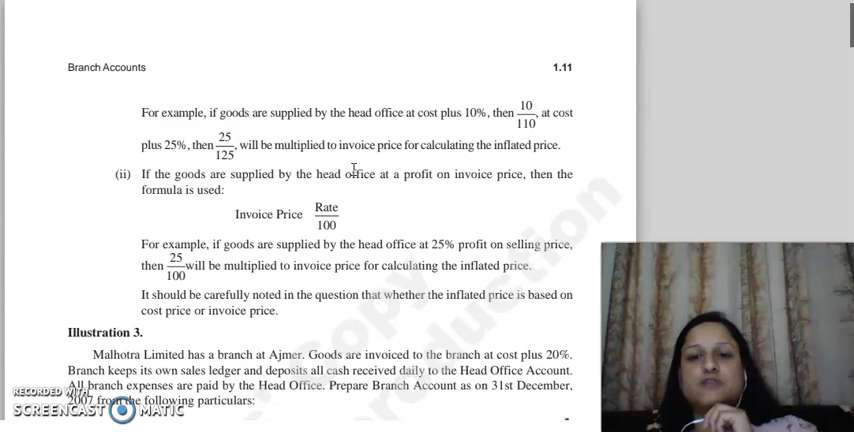 Branch Accounts 1.11
For example, if goods are supplied by the head office at cost plus 10%, then 10/110, at cost
plus 25%, then 25/125, will be multiplied to invoice price for calculating the inflated price.
(ii) If the goods are supplied by the head office at a profit on invoice price, then the
formula is used:
Invoice Price Rate/100
For example, if goods are supplied by the head office at 25% profit on selling price,
then 25/100 will be multiplied to invoice price for calculating the inflated price.
It should be carefully noted in the question that whether the inflated price is based on
cost price or invoice price.
Illustration 3.
Malhotra Limited has a branch at Ajmer. Goods are invoiced to the branch at cost plus 20%.
Branch keeps its own sales ledger and deposits all cash received daily to the Head Office Account.
All branch expenses are paid by the Head Office. Prepare Branch Account as on 31st December,
2007 from the following particulars:
RECORDED WITH
SCREENCAST MATIC